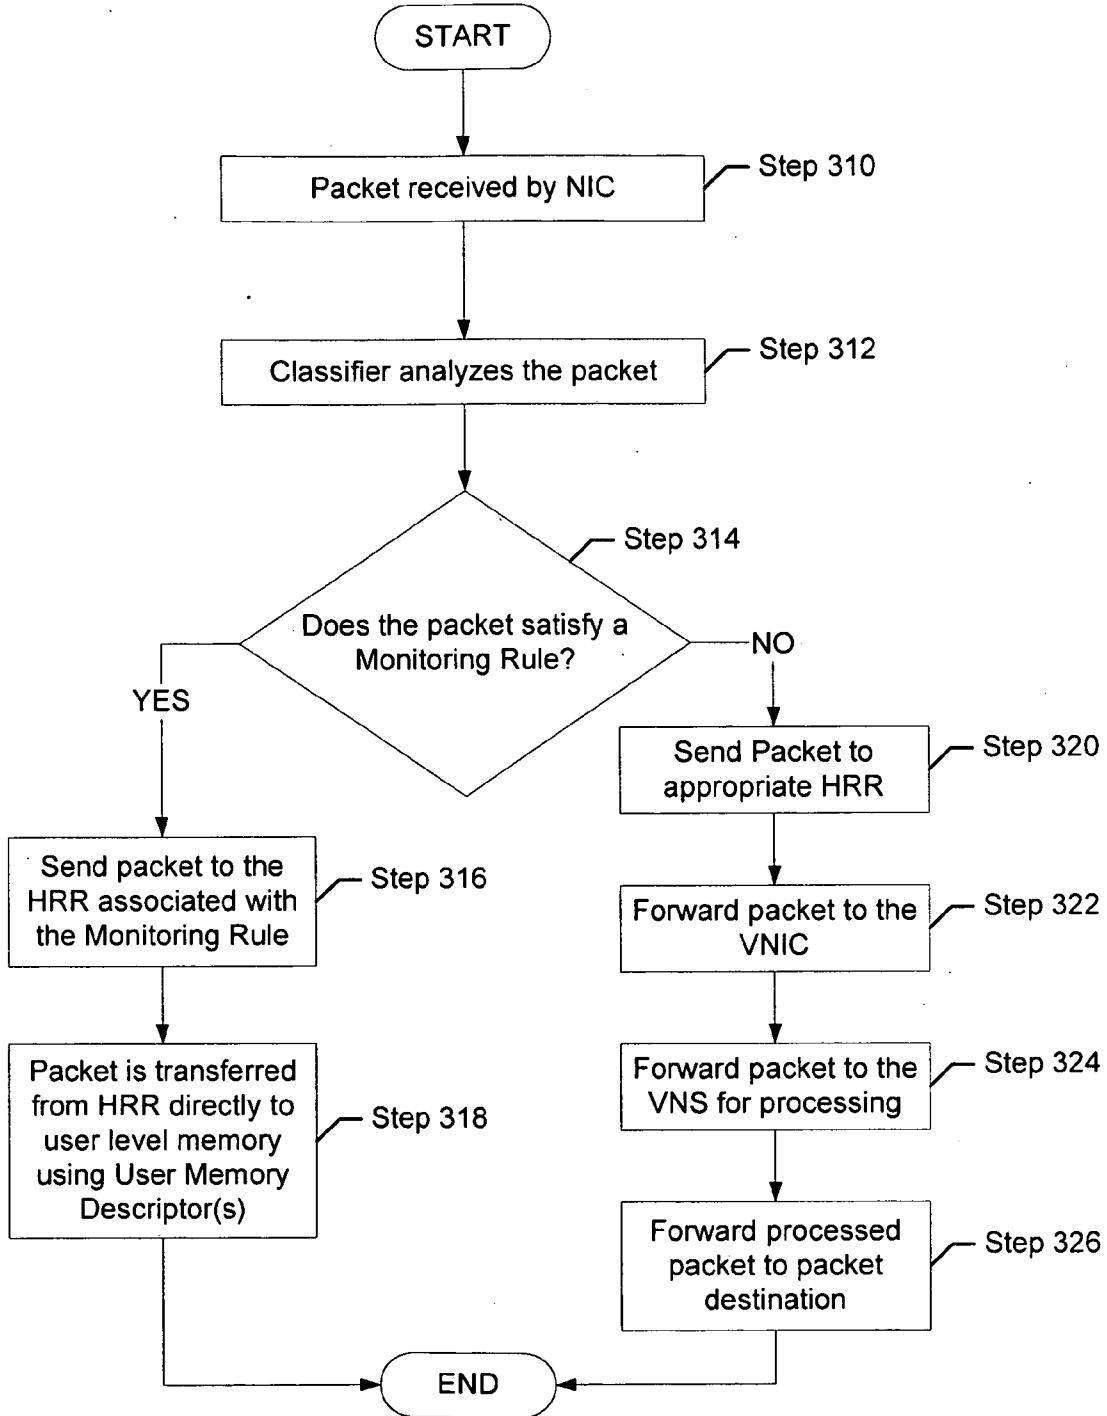 START
Packet received by NIC
Step 310
Classifier analyzes the packet
Step 312
Step 314
Does the packet satisfy a
Monitoring Rule?
YES
NO
Send Packet to
appropriate HRR
Step 320
Send packet to the
HRR associated with
the Monitoring Rule
Step 316
Forward packet to the
VNIC
Step 322
Packet is transferred
from HRR directly to
user level memory
using User Memory
Descriptor(s)
Step 318
Forward packet to the
VNS for processing
Step 324
Forward processed
packet to packet
destination
Step 326
END